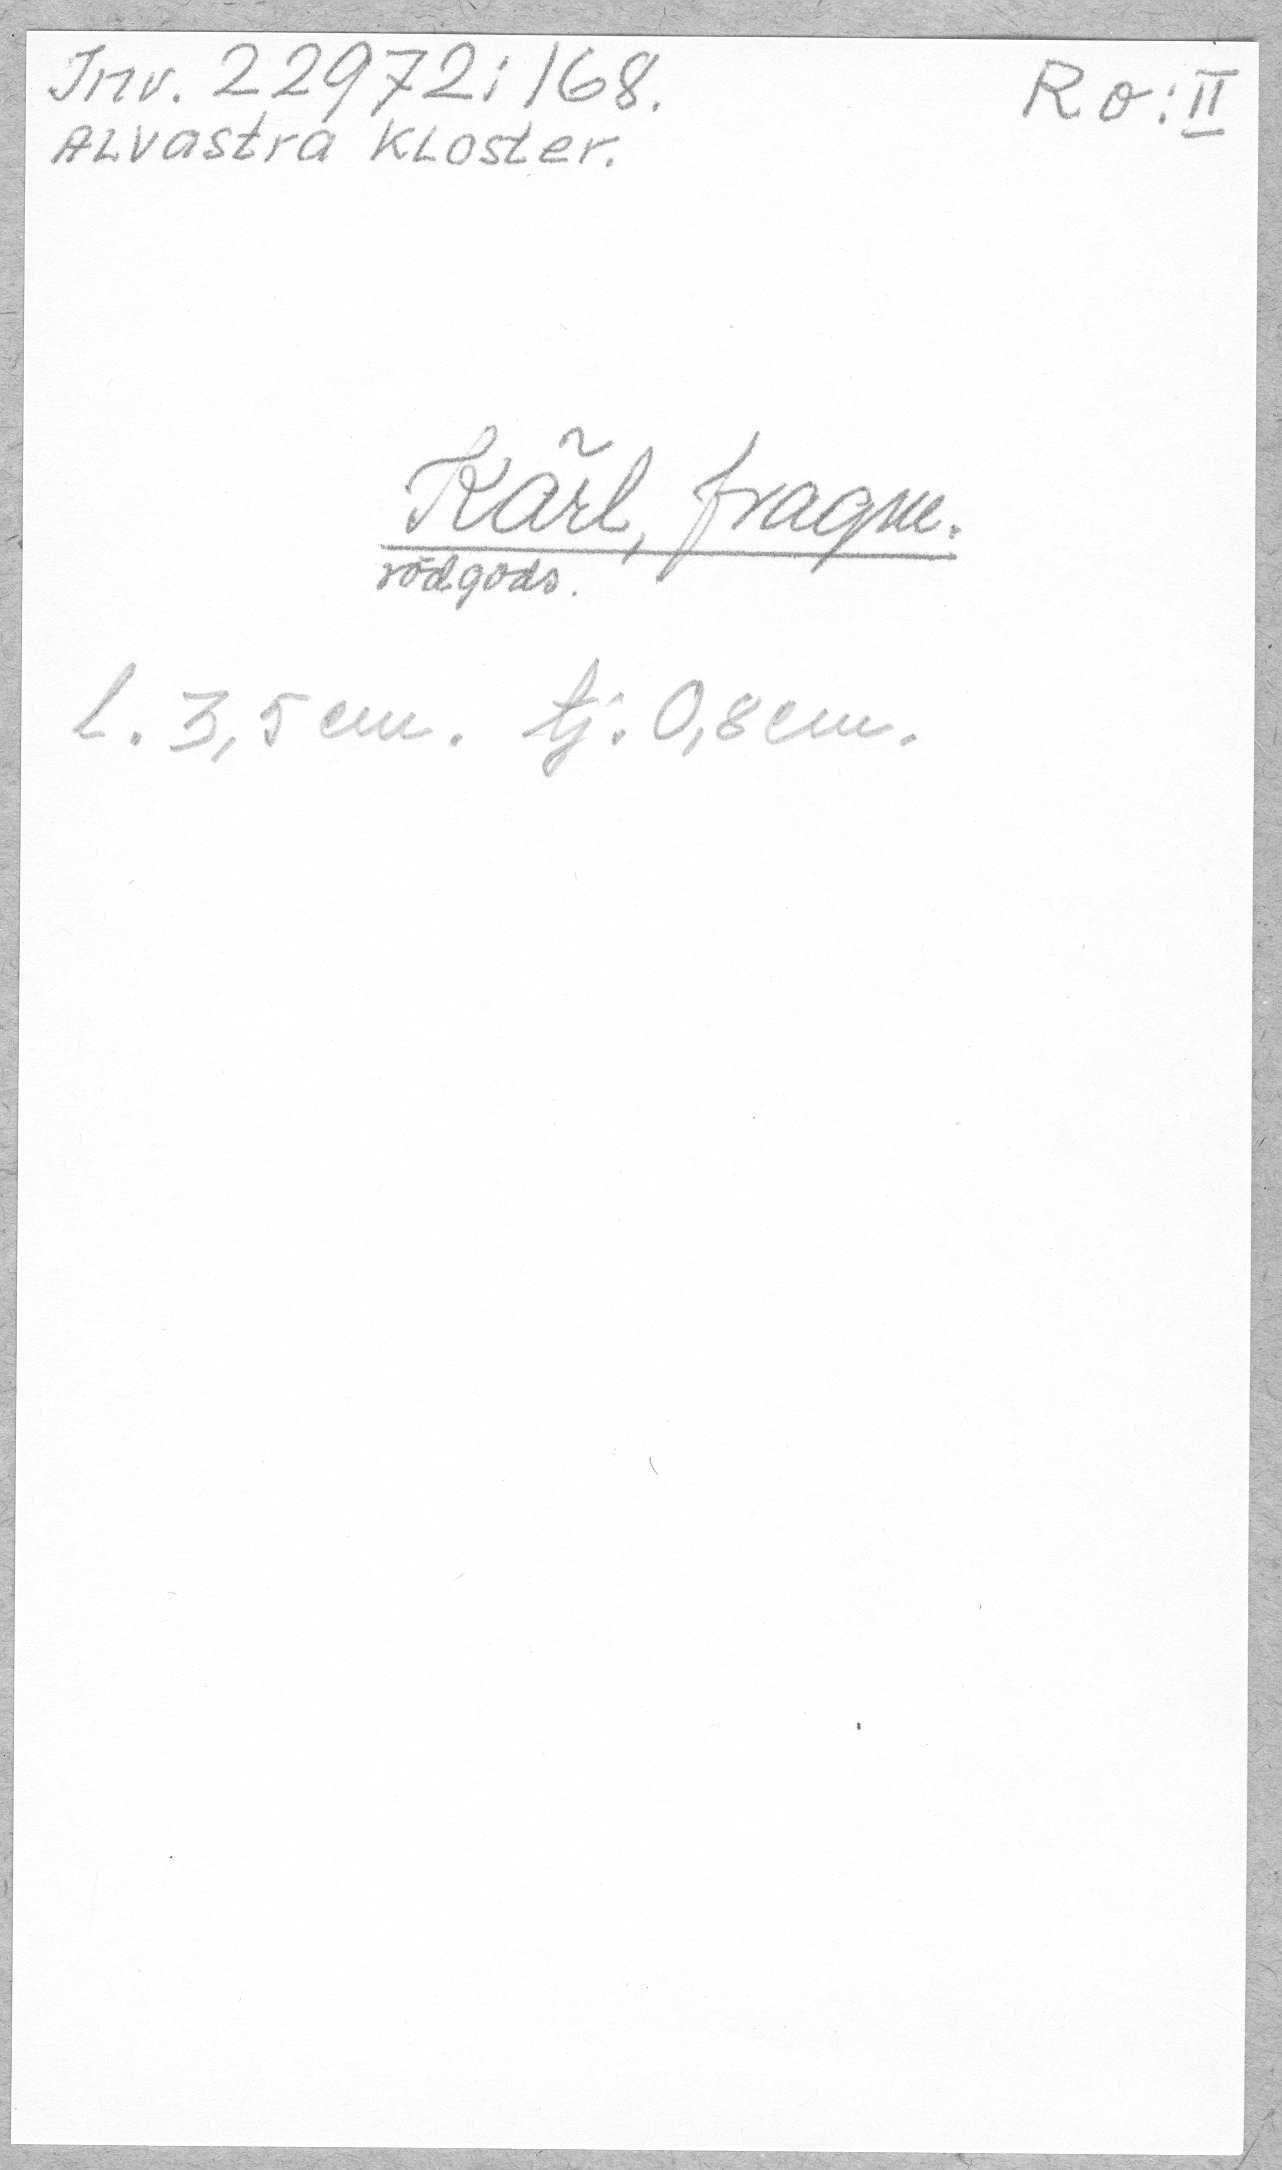 Inv. 22972:168.
Ro: II
Alvastra Kloster.
Kärl, fragm.
rödgods.
l. 3,5 cm. tj. 0,8 cm.